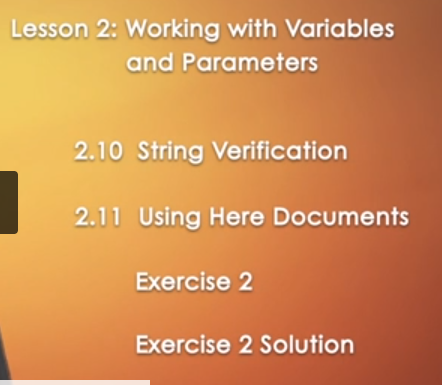 Lesson 2: Working with Variables
and Parameters
2.10 String Verification
2.11 Using Here Documents
Exercise 2
Exercise 2 Solution